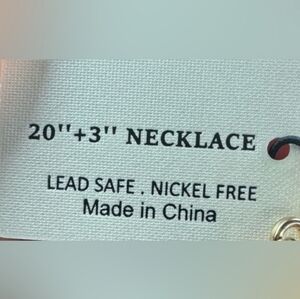 20''+3'' NECKLACE
LEAD SAFE . NICKEL FREE
Made in China